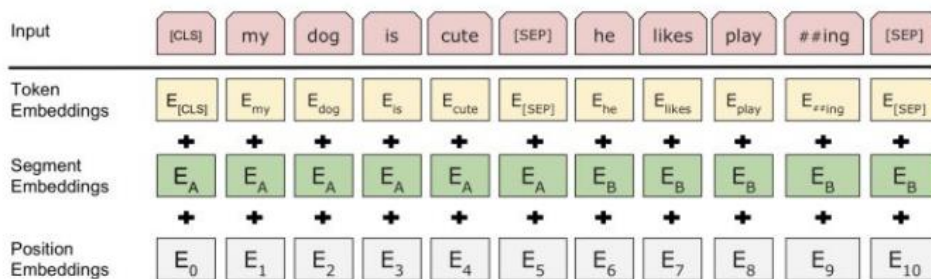 Input [CLS] my dog is cute [SEP] he likes play ##ing [SEP]
Token Embeddings E[CLS] Emy Edog Eis Ecute E[SEP] Ehe Elikes Eplay E##ing E[SEP]
+ + + + + + + + + + +
Segment Embeddings EA EA EA EA EA EA EB EB EB EB EB
+ + + + + + + + + + +
Position Embeddings E0 E1 E2 E3 E4 E5 E6 E7 E8 E9 E10